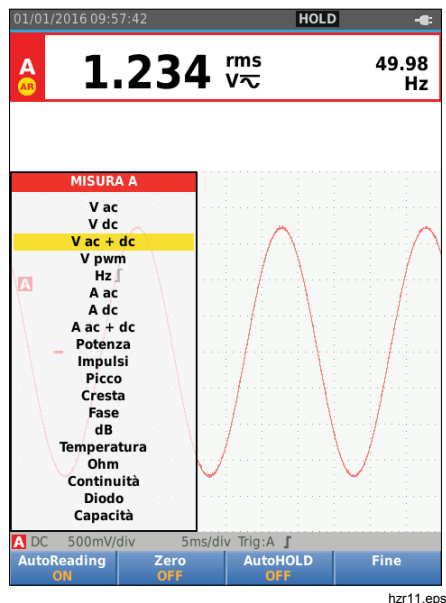 01/01/2016 09:57:42 HOLD
A
AR
1.234 rms
V
49.98
Hz
MISURA A
V ac
V dc
V ac + dc
V pwm
Hz
A ac
A dc
A ac + dc
Potenza
Impulsi
Picco
Cresta
Fase
dB
Temperatura
Ohm
Continuità
Diodo
Capacità
A
A DC 500mV/div 5ms/div Trig:A
AutoReading Zero AutoHOLD Fine
ON OFF OFF
hzr11.eps